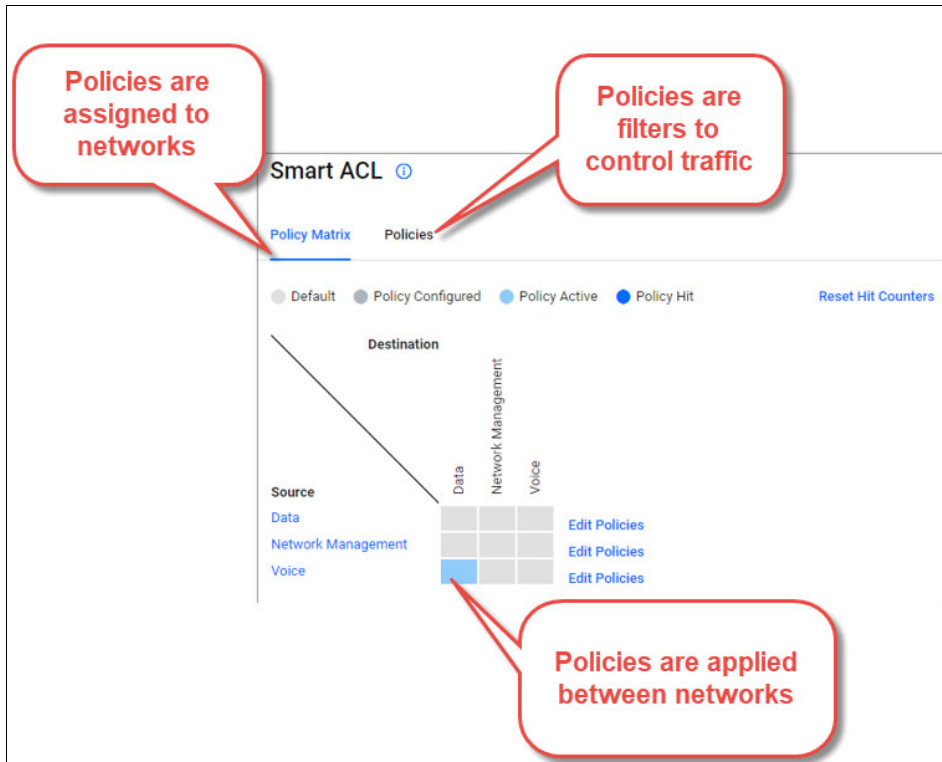 Policies are
assigned to
networks
Policies are
filters to
control traffic
Smart ACL
Policy Matrix Policies
Default Policy Configured Policy Active Policy Hit Reset Hit Counters
Destination
Data Network Management Voice
Source
Data Edit Policies
Network Management Edit Policies
Voice Edit Policies
Policies are applied
between networks